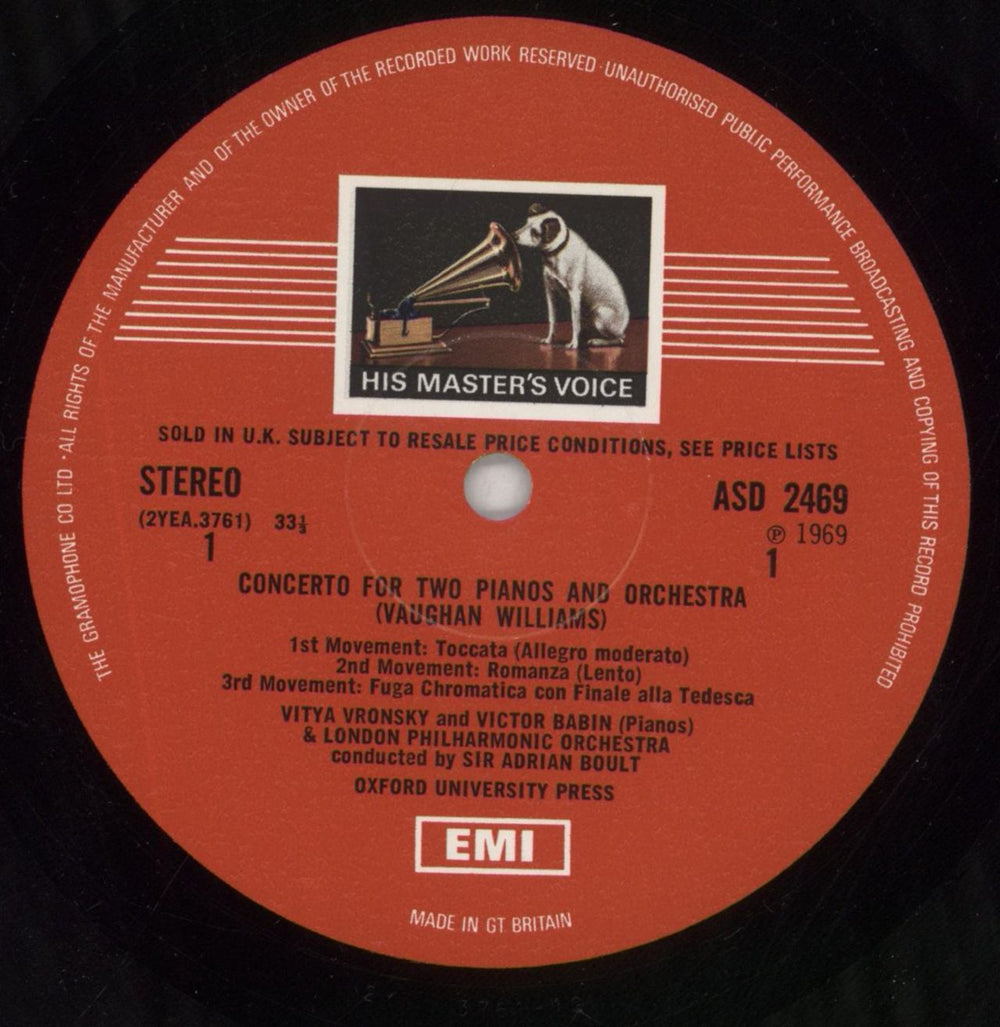 THE GRAMOPHONE CO LTD · ALL RIGHTS OF THE MANUFACTURER AND OF THE OWNER OF THE RECORDED WORK RESERVED · UNAUTHORISED PUBLIC PERFORMANCE BROADCASTING AND COPYING OF THIS RECORD PROHIBITED
HIS MASTER'S VOICE
SOLD IN U.K. SUBJECT TO RESALE PRICE CONDITIONS, SEE PRICE LISTS
STEREO
ASD 2469
(2YEA.3761) 33⅓
℗ 1969
1
1
CONCERTO FOR TWO PIANOS AND ORCHESTRA
(VAUGHAN WILLIAMS)
1st Movement: Toccata (Allegro moderato)
2nd Movement: Romanza (Lento)
3rd Movement: Fuga Chromatica con Finale alla Tedesca
VITYA VRONSKY and VICTOR BABIN (Pianos)
& LONDON PHILHARMONIC ORCHESTRA
conducted by SIR ADRIAN BOULT
OXFORD UNIVERSITY PRESS
EMI
MADE IN GT BRITAIN